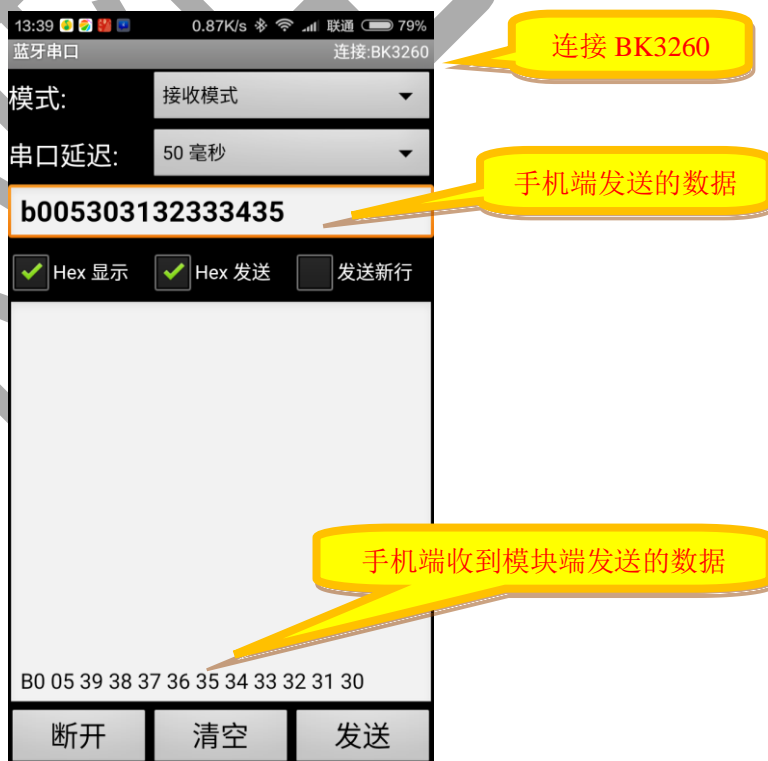 13:39 0.87K/s 联通 79%
蓝牙串口 连接:BK3260
连接 BK3260
模式: 接收模式
串口延迟: 50 毫秒
手机端发送的数据
b005303132333435
Hex 显示 Hex 发送 发送新行
手机端收到模块端发送的数据
B0 05 39 38 37 36 35 34 33 32 31 30
断开 清空 发送